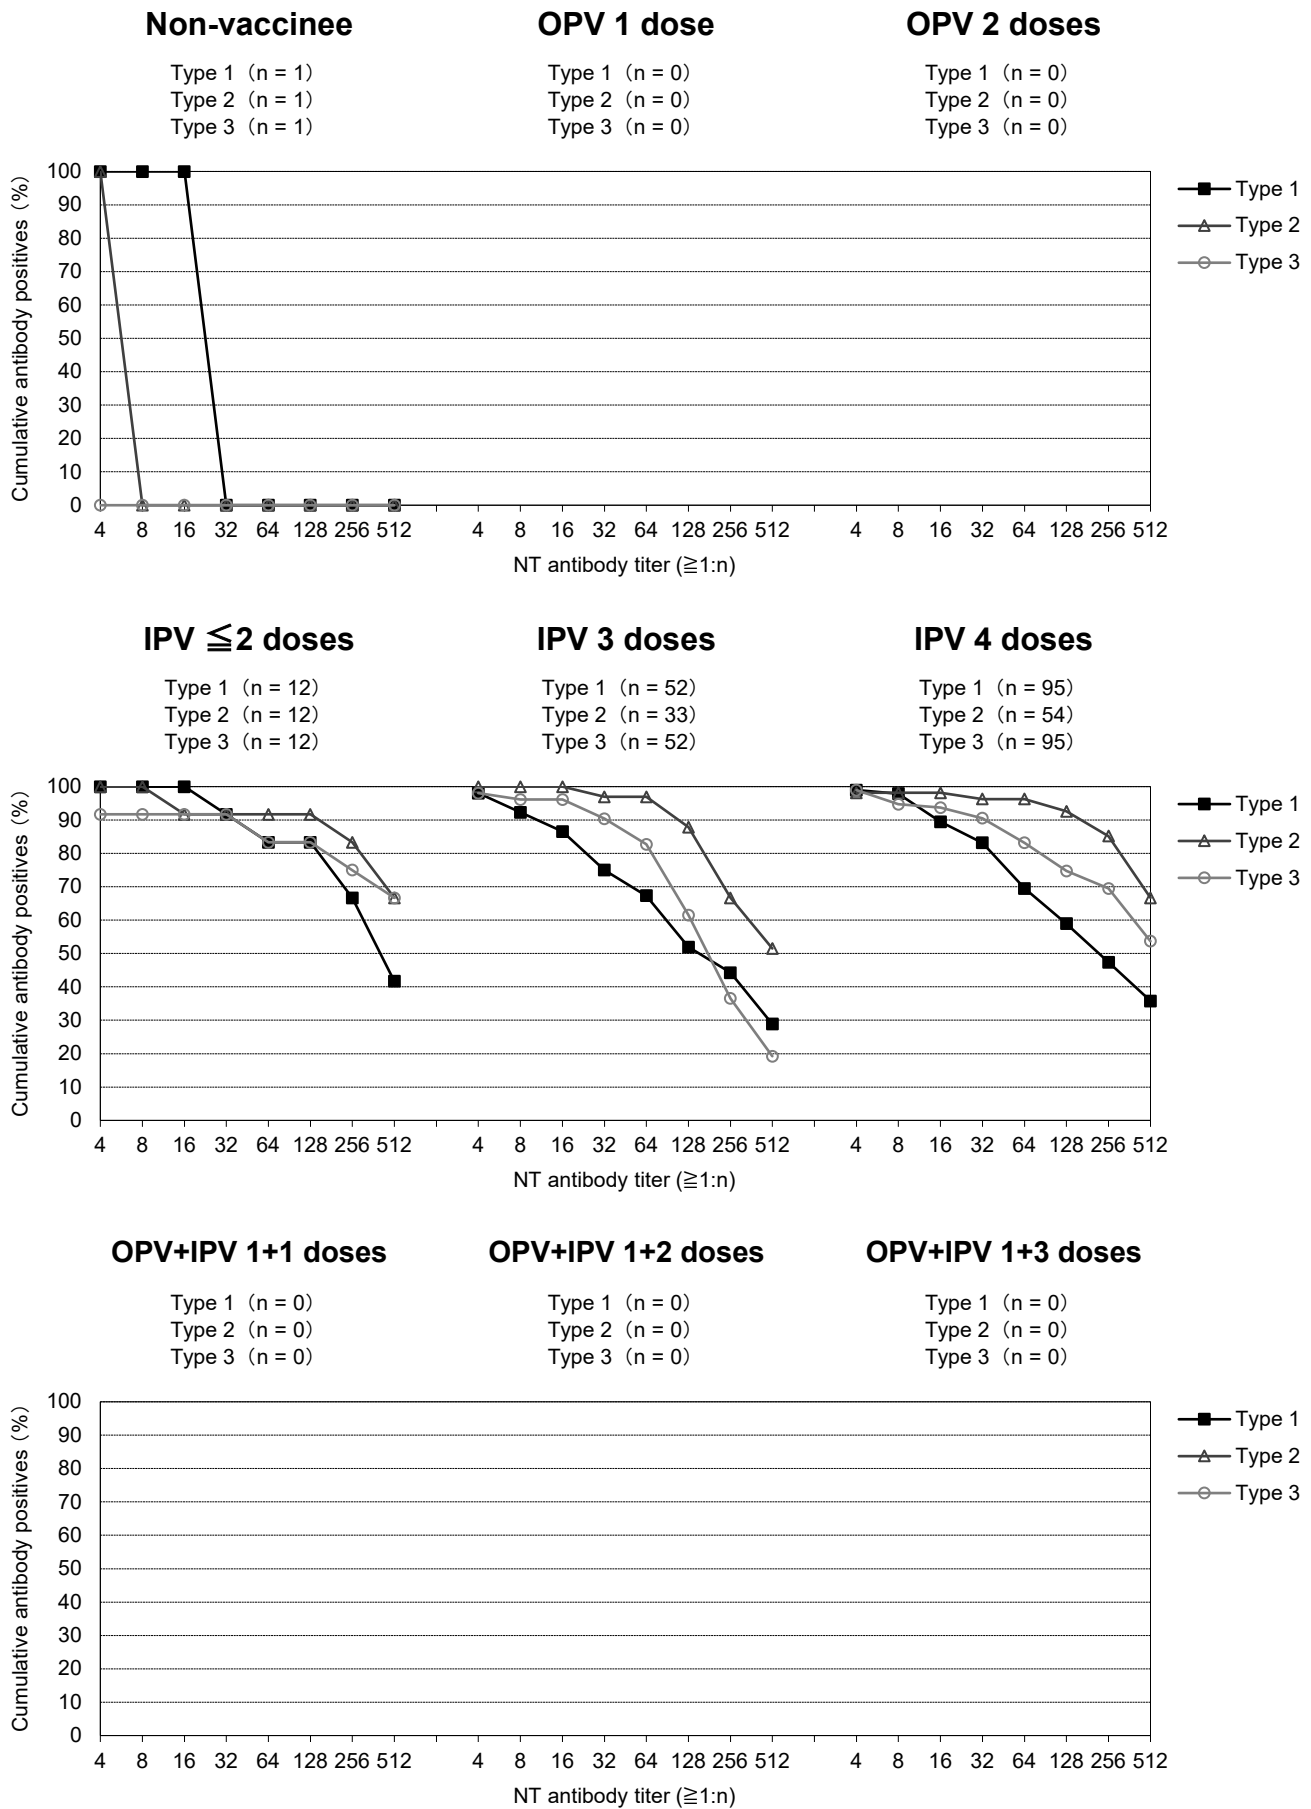 Non-vaccinee OPV 1 dose OPV 2 doses
Type 1（n = 1） Type 1（n = 0） Type 1（n = 0）
Type 2（n = 1） Type 2（n = 0） Type 2（n = 0）
Type 3（n = 1） Type 3（n = 0） Type 3（n = 0）
Cumulative antibody positives（%）
100
90
80
70
60
50
40
30
20
10
0
4 8 16 32 64 128 256 512 4 8 16 32 64 128 256 512 4 8 16 32 64 128 256 512
NT antibody titer (≧1:n)
Type 1
Type 2
Type 3
IPV ≦2 doses IPV 3 doses IPV 4 doses
Type 1（n = 12） Type 1（n = 52） Type 1（n = 95）
Type 2（n = 12） Type 2（n = 33） Type 2（n = 54）
Type 3（n = 12） Type 3（n = 52） Type 3（n = 95）
Cumulative antibody positives（%）
100
90
80
70
60
50
40
30
20
10
0
4 8 16 32 64 128 256 512 4 8 16 32 64 128 256 512 4 8 16 32 64 128 256 512
NT antibody titer (≧1:n)
Type 1
Type 2
Type 3
OPV+IPV 1+1 doses OPV+IPV 1+2 doses OPV+IPV 1+3 doses
Type 1（n = 0） Type 1（n = 0） Type 1（n = 0）
Type 2（n = 0） Type 2（n = 0） Type 2（n = 0）
Type 3（n = 0） Type 3（n = 0） Type 3（n = 0）
Cumulative antibody positives（%）
100
90
80
70
60
50
40
30
20
10
0
4 8 16 32 64 128 256 512 4 8 16 32 64 128 256 512 4 8 16 32 64 128 256 512
NT antibody titer (≧1:n)
Type 1
Type 2
Type 3